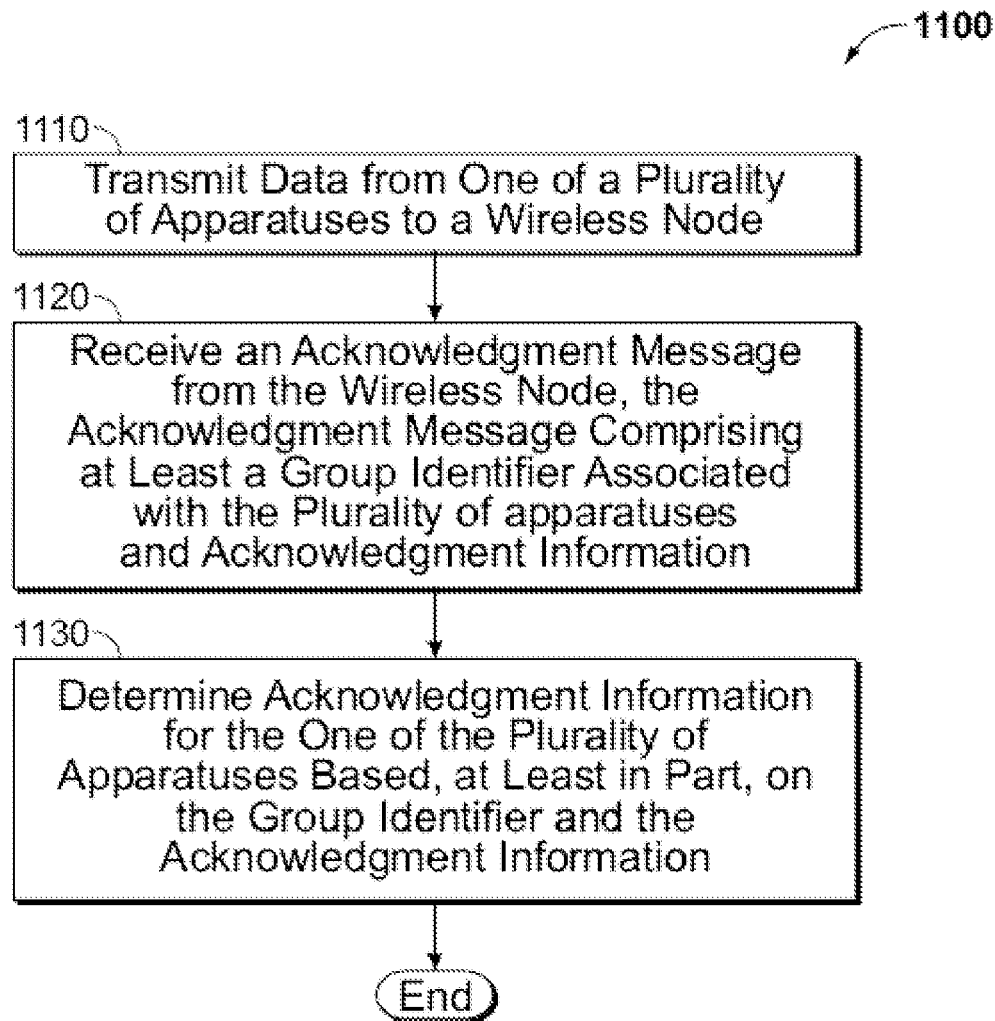 1100
1110
Transmit Data from One of a Plurality
of Apparatuses to a Wireless Node
1120
Receive an Acknowledgment Message
from the Wireless Node, the
Acknowledgment Message Comprising
at Least a Group Identifier Associated
with the Plurality of apparatuses
and Acknowledgment Information
1130
Determine Acknowledgment Information
for the One of the Plurality of
Apparatuses Based, at Least in Part, on
the Group Identifier and the
Acknowledgment Information
End